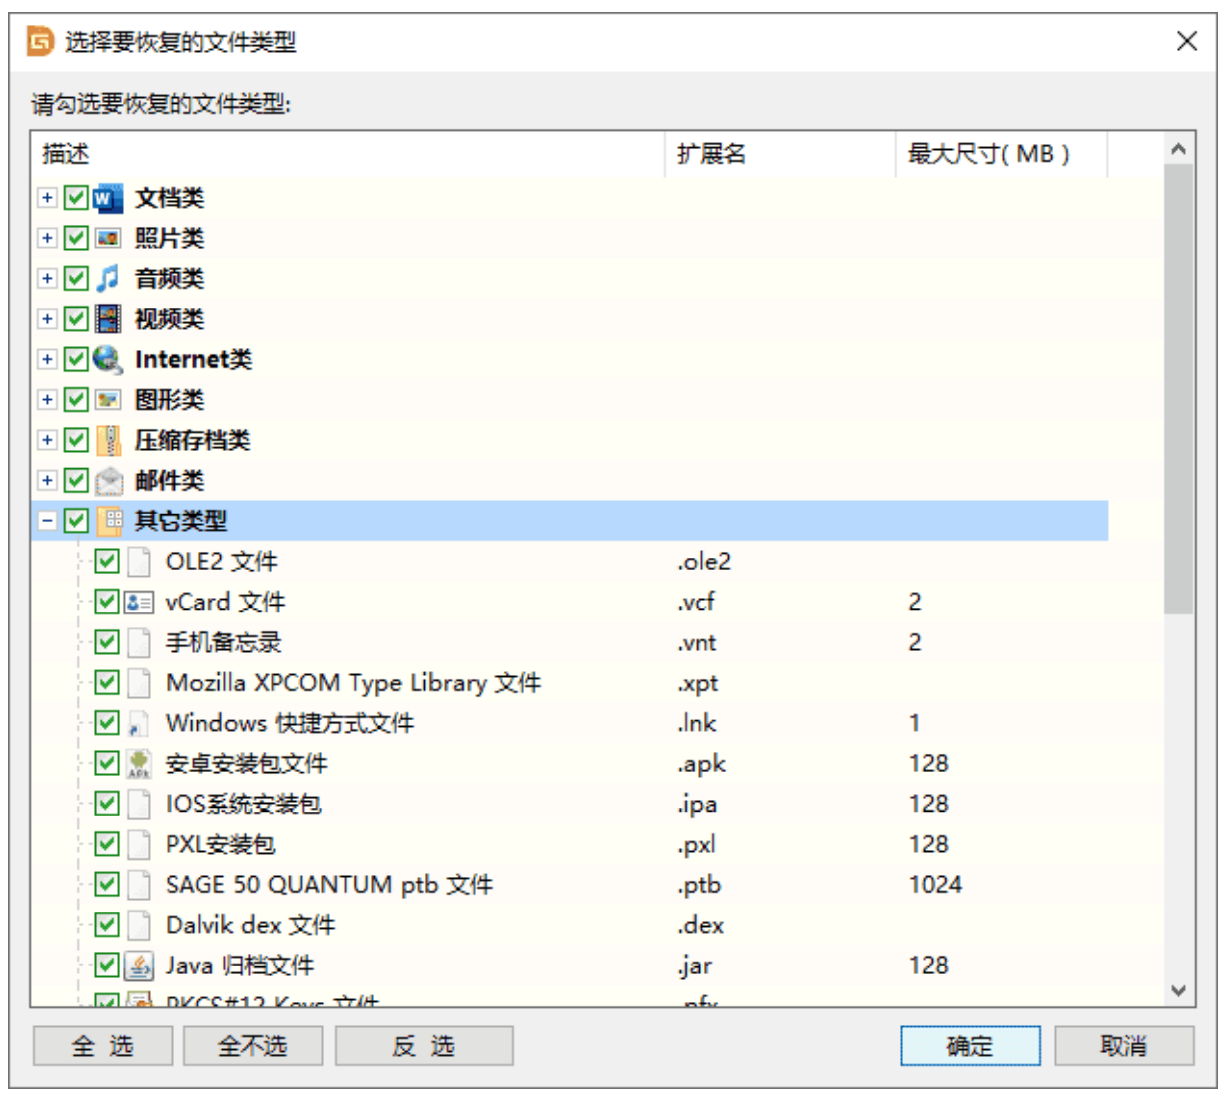 选择要恢复的文件类型
请勾选要恢复的文件类型:
描述 扩展名 最大尺寸( MB )
文档类
照片类
音频类
视频类
Internet类
图形类
压缩存档类
邮件类
其它类型
OLE2 文件 .ole2
vCard 文件 .vcf 2
手机备忘录 .vnt 2
Mozilla XPCOM Type Library 文件 .xpt
Windows 快捷方式文件 .lnk 1
安卓安装包文件 .apk 128
IOS系统安装包 .ipa 128
PXL安装包 .pxl 128
SAGE 50 QUANTUM ptb 文件 .ptb 1024
Dalvik dex 文件 .dex
Java 归档文件 .jar 128
PKCS#12 Keys 文件 .pfx
全 选 全不选 反 选 确定 取消